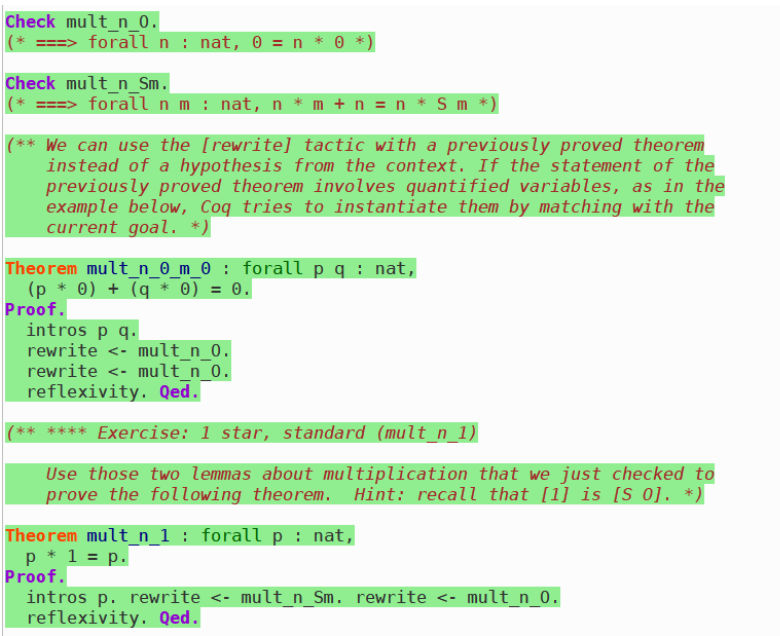 Check mult_n_O.
(* ===> forall n : nat, 0 = n * 0 *)
Check mult_n_Sm.
(* ===> forall n m : nat, n * m + n = n * S m *)
(** We can use the [rewrite] tactic with a previously proved theorem
instead of a hypothesis from the context. If the statement of the
previously proved theorem involves quantified variables, as in the
example below, Coq tries to instantiate them by matching with the
current goal. *)
Theorem mult_n_0_m_0 : forall p q : nat,
(p * 0) + (q * 0) = 0.
Proof.
intros p q.
rewrite <- mult_n_O.
rewrite <- mult_n_O.
reflexivity. Qed.
(** **** Exercise: 1 star, standard (mult_n_1)
Use those two lemmas about multiplication that we just checked to
prove the following theorem.  Hint: recall that [1] is [S O]. *)
Theorem mult_n_1 : forall p : nat,
p * 1 = p.
Proof.
intros p. rewrite <- mult_n_Sm. rewrite <- mult_n_O.
reflexivity. Qed.